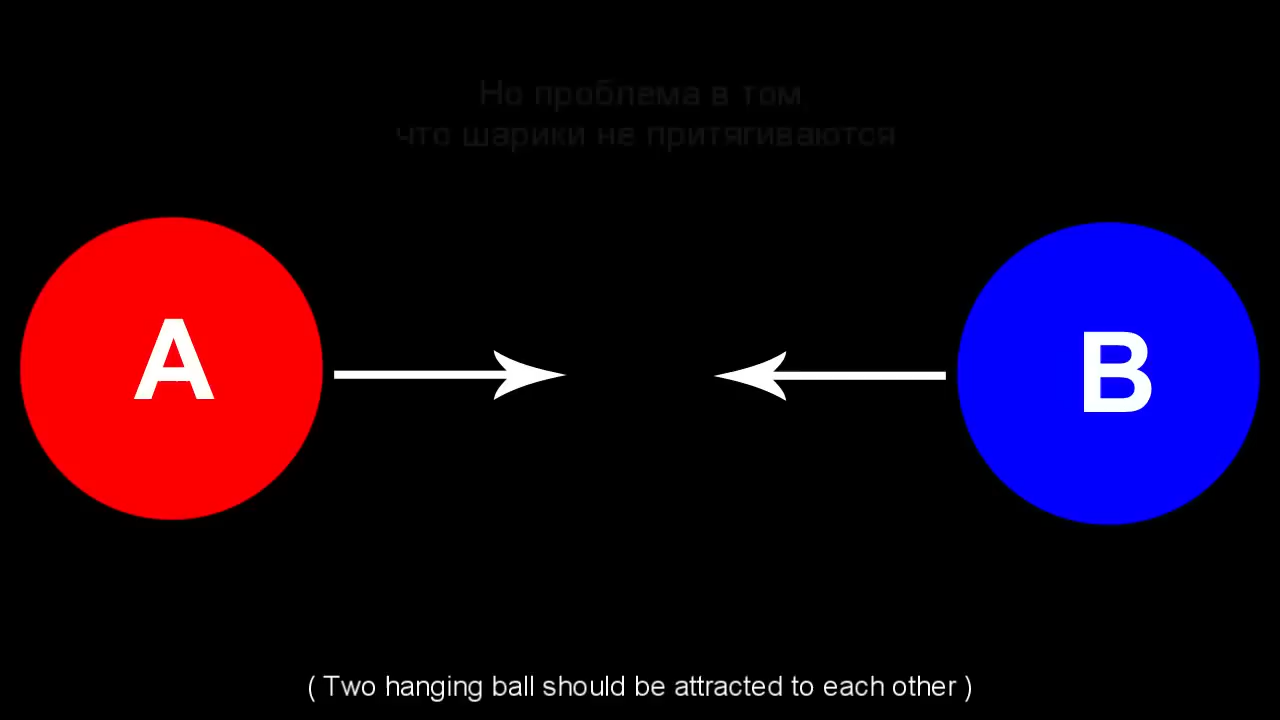 Но проблема в том
что шарики не притягиваются
A
B
( Two hanging ball should be attracted to each other )